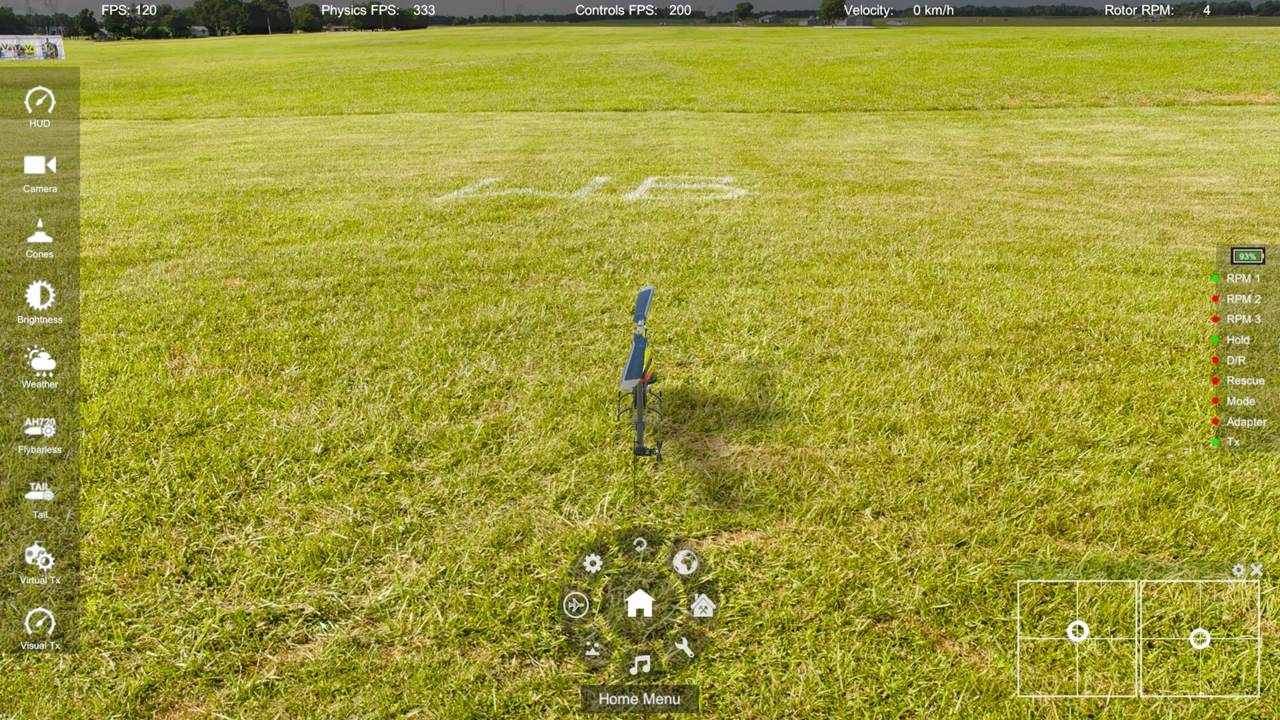 FPS: 120 Physics FPS: 333 Controls FPS: 200 Velocity: 0 km/h Rotor RPM: 4
HUD
Camera
Cones
Brightness
Weather
AH720
Flybarless
TAIL
Tail
Virtual Tx
Visual Tx
93%
RPM 1
RPM 2
RPM 3
Hold
D/R
Rescue
Mode
Adapter
Tx
Home Menu